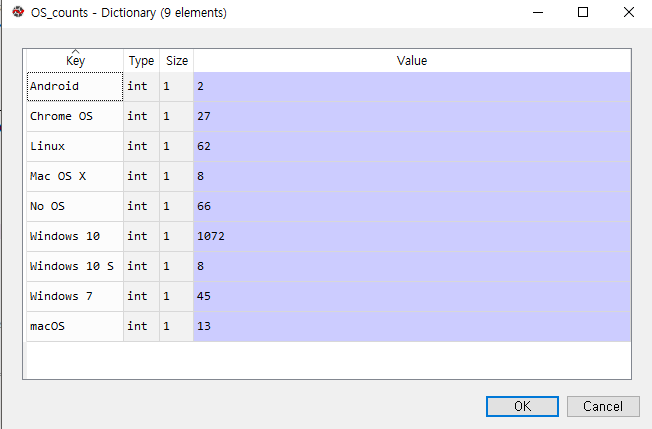 OS_counts - Dictionary (9 elements)
Key Type Size Value
Android int 1 2
Chrome OS int 1 27
Linux int 1 62
Mac OS X int 1 8
No OS int 1 66
Windows 10 int 1 1072
Windows 10 S int 1 8
Windows 7 int 1 45
macOS int 1 13
OK Cancel